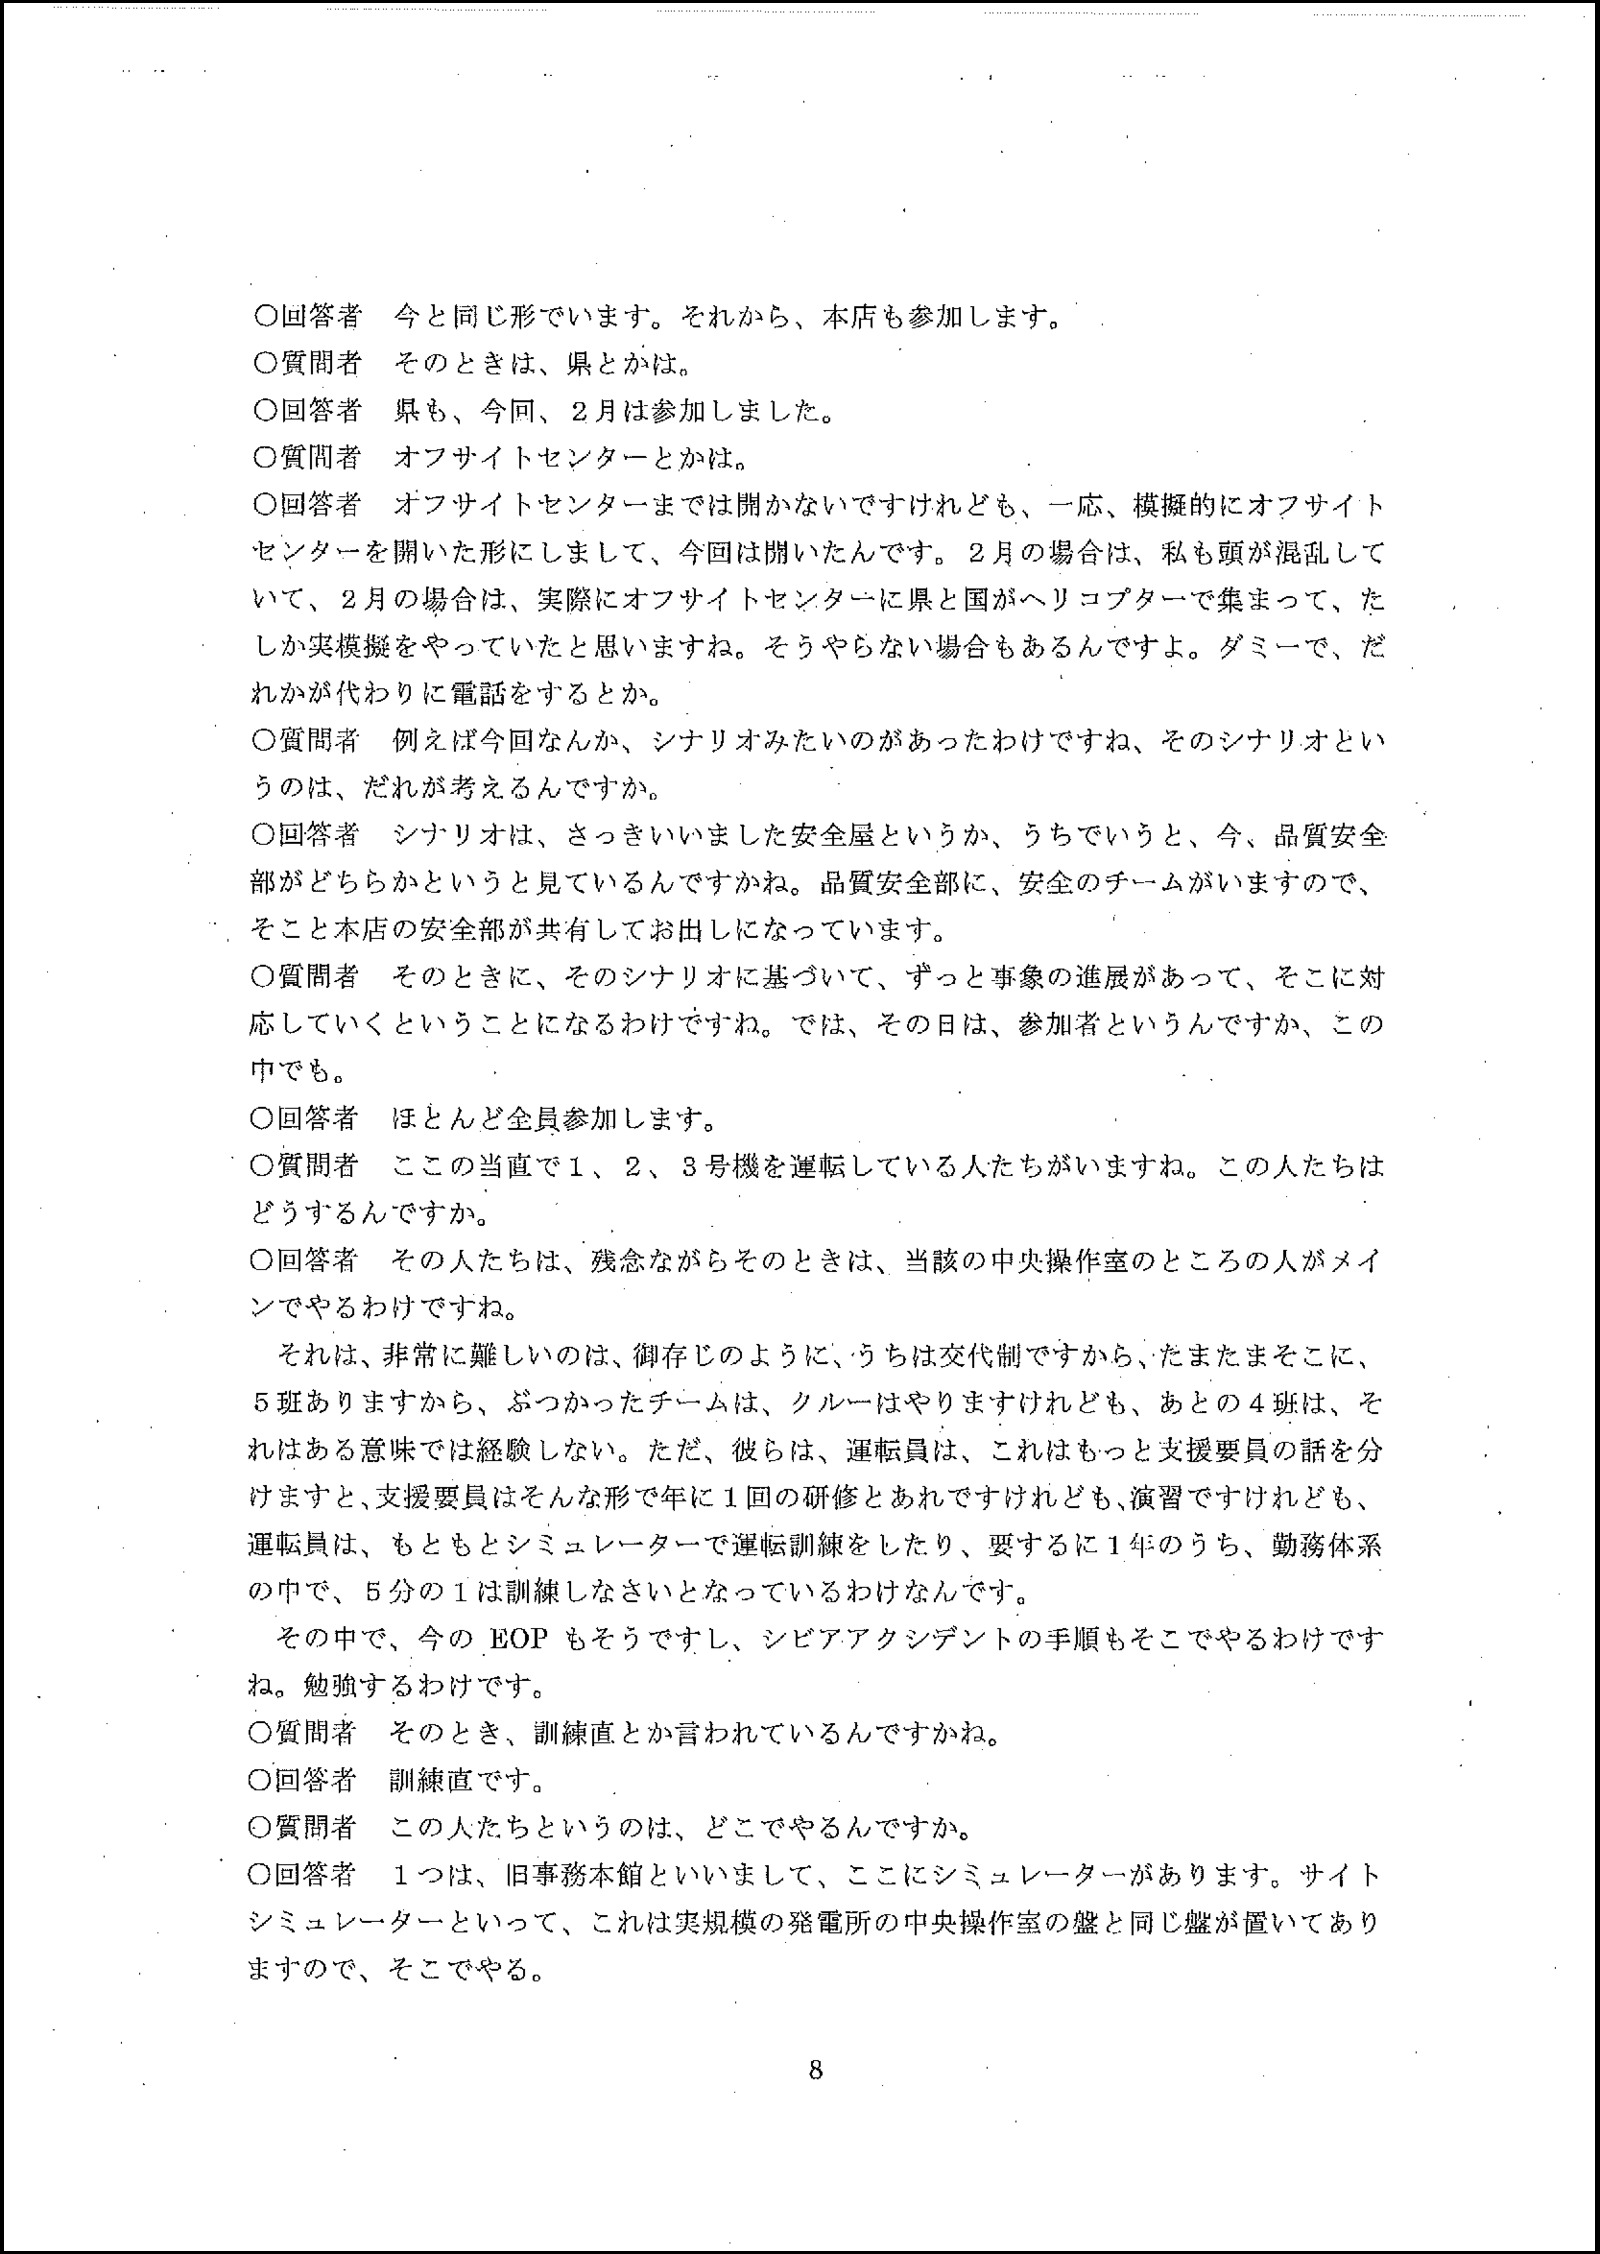 ○回答者　今と同じ形でいます。それから、本店も参加します。
○質問者　そのときは、県とかは。
○回答者　県も、今回、２月は参加しました。
○質問者　オフサイトセンターとかは。
○回答者　オフサイトセンターまでは開かないですけれども、一応、模擬的にオフサイト
センターを開いた形にしまして、今回は開いたんです。２月の場合は、私も頭が混乱して
いて、２月の場合は、実際にオフサイトセンターに県と国がヘリコプターで集まって、た
しか実模擬をやっていたと思いますね。そうやらない場合もあるんですよ。ダミーで、だ
れかが代わりに電話をするとか。
○質問者　例えば今回なんか、シナリオみたいのがあったわけですね、そのシナリオとい
うのは、だれが考えるんですか。
○回答者　シナリオは、さっきいいました安全屋というか、うちでいうと、今、品質安全
部がどちらかというと見ているんですかね。品質安全部に、安全のチームがいますので、
そこと本店の安全部が共有してお出しになっています。
○質問者　そのときに、そのシナリオに基づいて、ずっと事象の進展があって、そこに対
応していくということになるわけですね。では、その日は、参加者というんですか、この
中でも。
○回答者　ほとんど全員参加します。
○質問者　ここの当直で１、２、３号機を運転している人たちがいますね。この人たちは
どうするんですか。
○回答者　その人たちは、残念ながらそのときは、当該の中央操作室のところの人がメイ
ンでやるわけですね。
　それは、非常に難しいのは、御存じのように、うちは交代制ですから、たまたまそこに、
５班ありますから、ぶつかったチームは、クルーはやりますけれども、あとの４班は、そ
れはある意味では経験しない。ただ、彼らは、運転員は、これはもっと支援要員の話を分
けますと、支援要員はそんな形で年に１回の研修とあれですけれども、演習ですけれども、
運転員は、もともとシミュレーターで運転訓練をしたり、要するに１年のうち、勤務体系
の中で、５分の１は訓練しなさいとなっているわけなんです。
　その中で、今の EOP もそうですし、シビアアクシデントの手順もそこでやるわけです
ね。勉強するわけです。
○質問者　そのとき、訓練直とか言われているんですかね。
○回答者　訓練直です。
○質問者　この人たちというのは、どこでやるんですか。
○回答者　１つは、旧事務本館といいまして、ここにシミュレーターがあります。サイト
シミュレーターといって、これは実規模の発電所の中央操作室の盤と同じ盤が置いてあり
ますので、そこでやる。
8